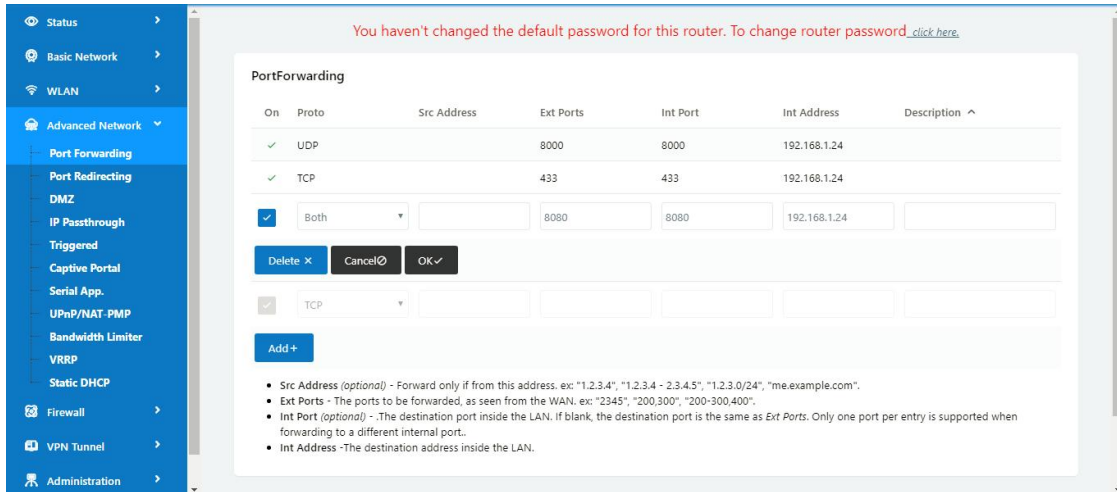 Status
Basic Network
WLAN
Advanced Network
Port Forwarding
Port Redirecting
DMZ
IP Passthrough
Triggered
Captive Portal
Serial App.
UPnP/NAT-PMP
Bandwidth Limiter
VRRP
Static DHCP
Firewall
VPN Tunnel
Administration
You haven't changed the default password for this router. To change router password click here.
PortForwarding
On Proto Src Address Ext Ports Int Port Int Address Description
UDP 8000 8000 192.168.1.24
TCP 433 433 192.168.1.24
Both 8080 8080 192.168.1.24
Delete Cancel OK
TCP
Add+
Src Address (optional) - Forward only if from this address. ex: "1.2.3.4", "1.2.3.4 - 2.3.4.5", "1.2.3.0/24", "me.example.com".
Ext Ports - The ports to be forwarded, as seen from the WAN. ex: "2345", "200,300", "200-300,400".
Int Port (optional) - .The destination port inside the LAN. If blank, the destination port is the same as Ext Ports. Only one port per entry is supported when
forwarding to a different internal port..
Int Address -The destination address inside the LAN.